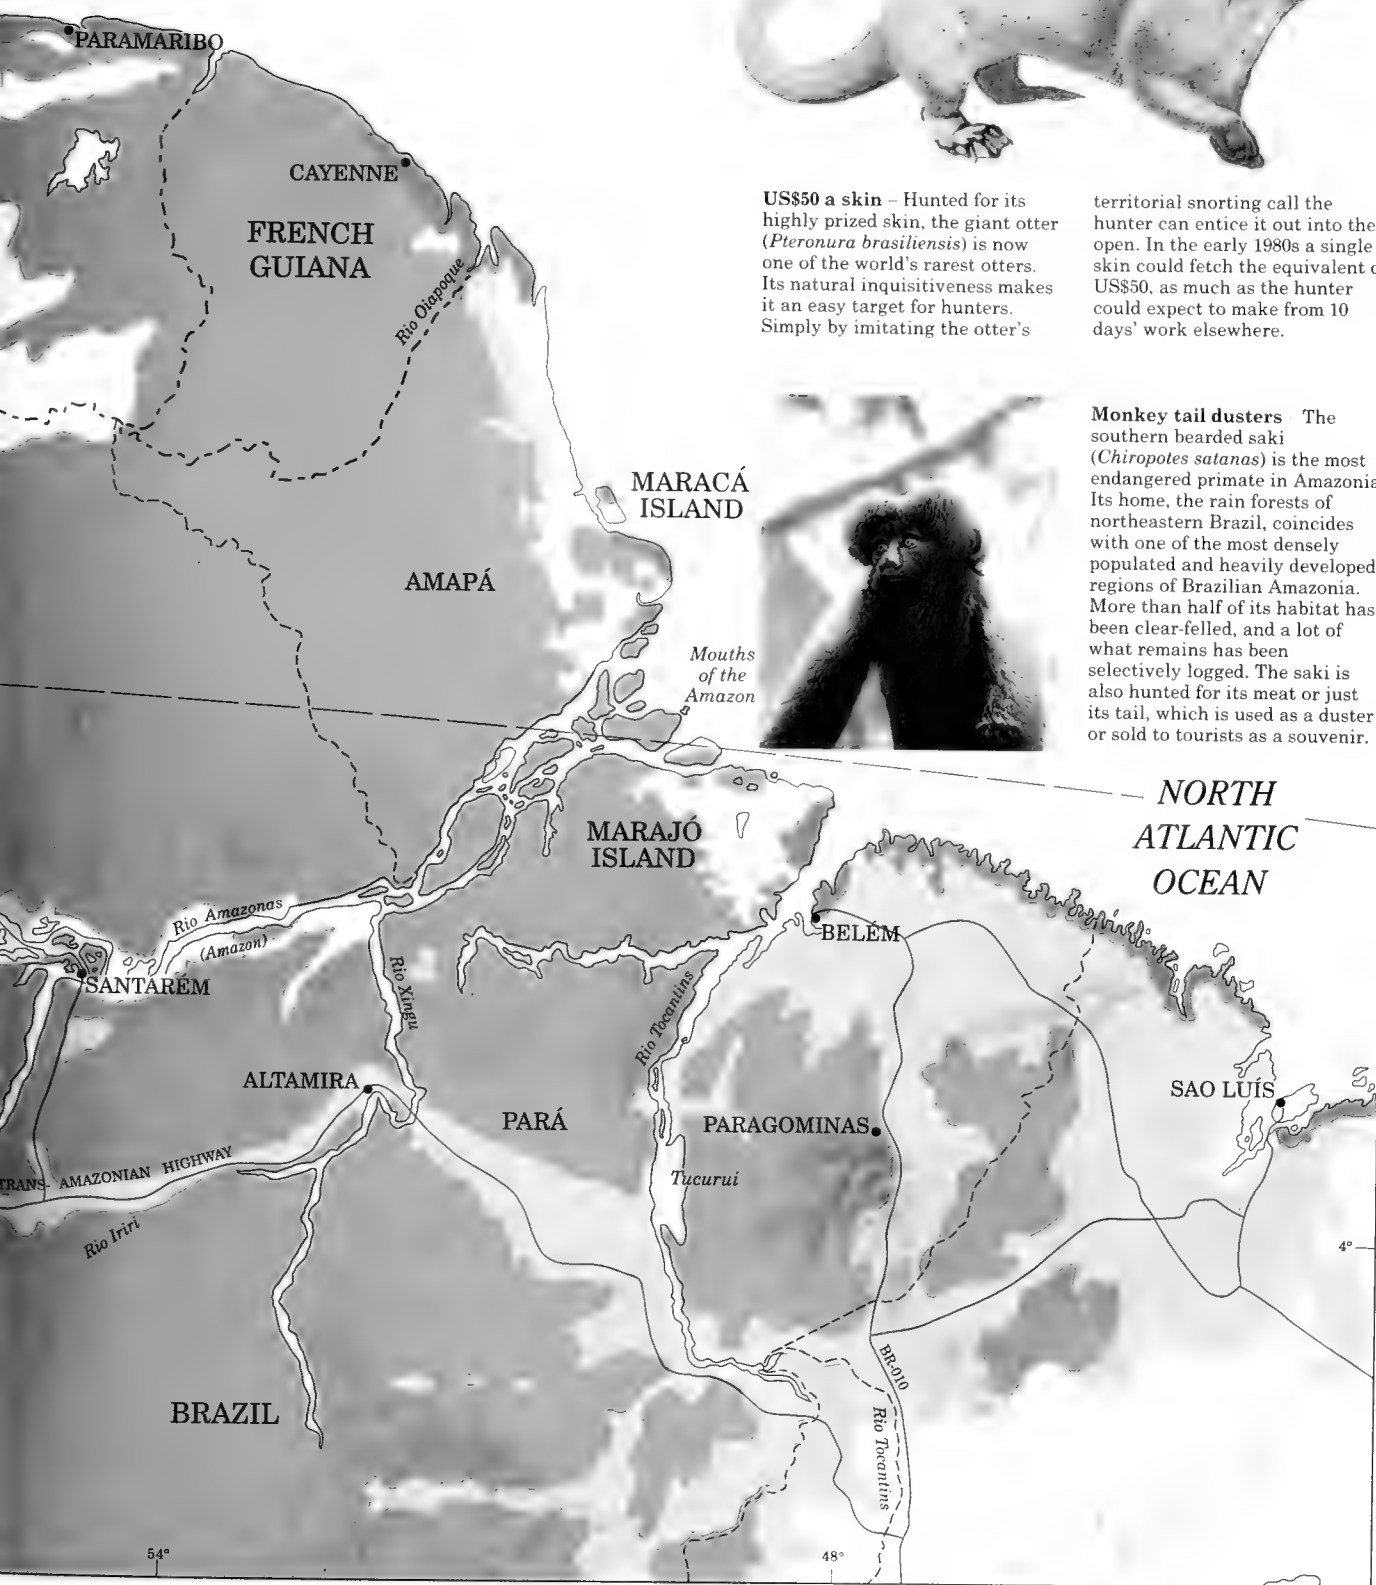 PARAMARIBO
CAYENNE
FRENCH
GUIANA
Rio Oiapoque
US$50 a skin – Hunted for its
highly prized skin, the giant otter
(Pteronura brasiliensis) is now
one of the world's rarest otters.
Its natural inquisitiveness makes
it an easy target for hunters.
Simply by imitating the otter's
territorial snorting call the
hunter can entice it out into the
open. In the early 1980s a single
skin could fetch the equivalent
US$50, as much as the hunter
could expect to make from 10
days' work elsewhere.
Monkey tail dusters The
southern bearded saki
(Chiropotes satanas) is the most
endangered primate in Amazonia
Its home, the rain forests of
northeastern Brazil, coincides
with one of the most densely
populated and heavily developed
regions of Brazilian Amazonia.
More than half of its habitat has
been clear-felled, and a lot of
what remains has been
selectively logged. The saki is
also hunted for its meat or just
its tail, which is used as a duster
or sold to tourists as a souvenir.
MARACÁ
ISLAND
AMAPÁ
Mouths
of the
Amazon
NORTH
ATLANTIC
OCEAN
MARAJÓ
ISLAND
Rio Amazonas
(Amazon)
BELÉM
SANTARÉM
Rio Xingu
Rio Tocantins
ALTAMIRA
PARÁ
PARAGOMINAS
SAO LUÍS
TRANS- AMAZONIAN HIGHWAY
Tucurui
Rio Iriri
4°
BR-010
BRAZIL
Rio Tocantins
54°
48°